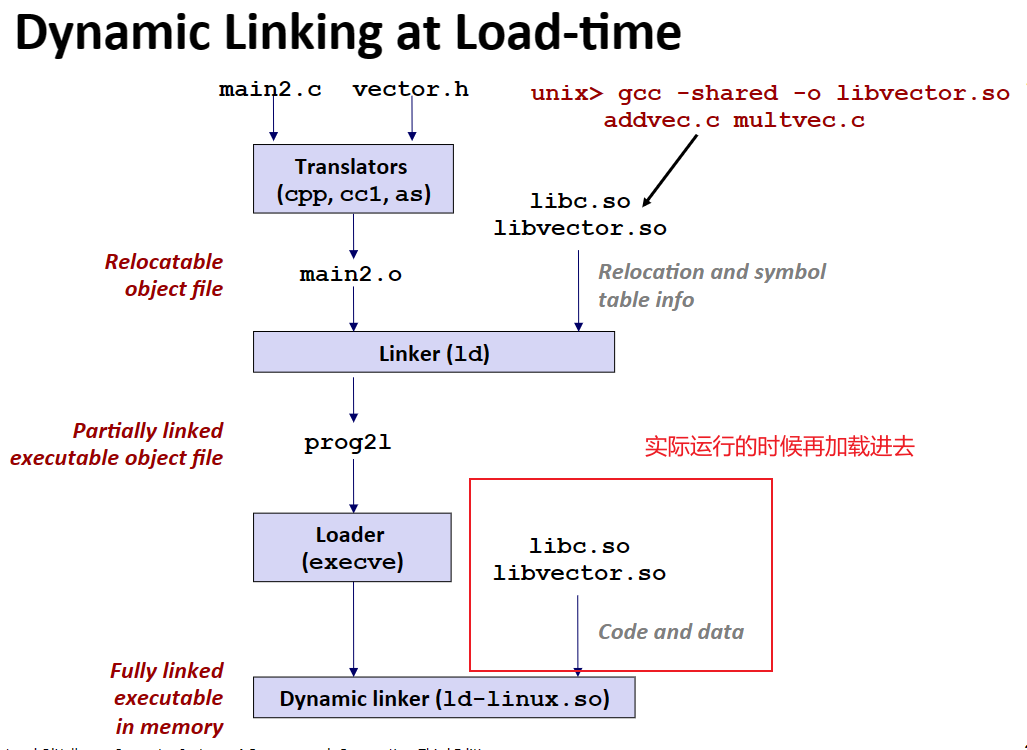 Dynamic Linking at Load-time
main2.c vector.h
unix> gcc -shared -o libvector.so
addvec.c multvec.c
Translators
(cpp, cc1, as)
libc.so
libvector.so
Relocatable
object file
main2.o
Relocation and symbol
table info
Linker (ld)
Partially linked
executable object file
prog2l
实际运行的时候再加载进去
Loader
(execve)
libc.so
libvector.so
Code and data
Fully linked
executable
in memory
Dynamic linker (ld-linux.so)